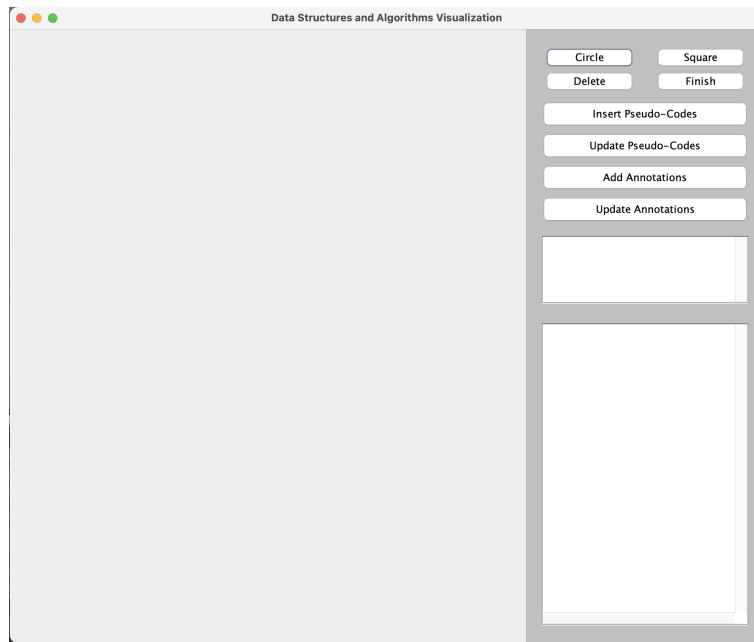 Data Structures and Algorithms Visualization
Circle Square
Delete Finish
Insert Pseudo-Codes
Update Pseudo-Codes
Add Annotations
Update Annotations